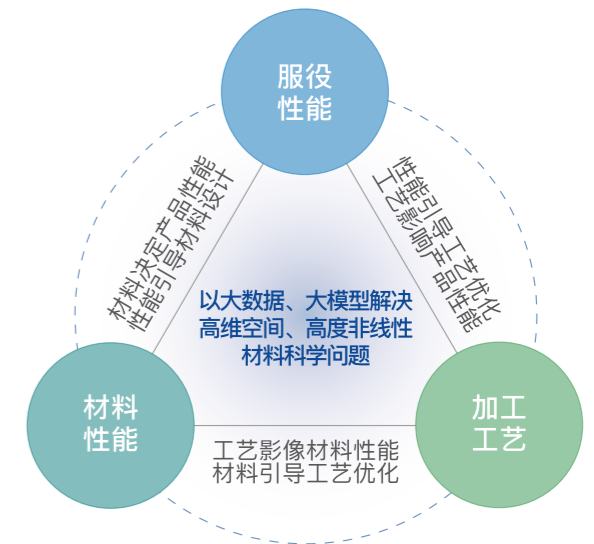 服役
性能
材料决定产品性能
性能引导材料设计
性能引导工艺优化
工艺影响产品性能
以大数据、大模型解决
高维空间、高度非线性
材料科学问题
材料
性能
加工
工艺
工艺影像材料性能
材料引导工艺优化